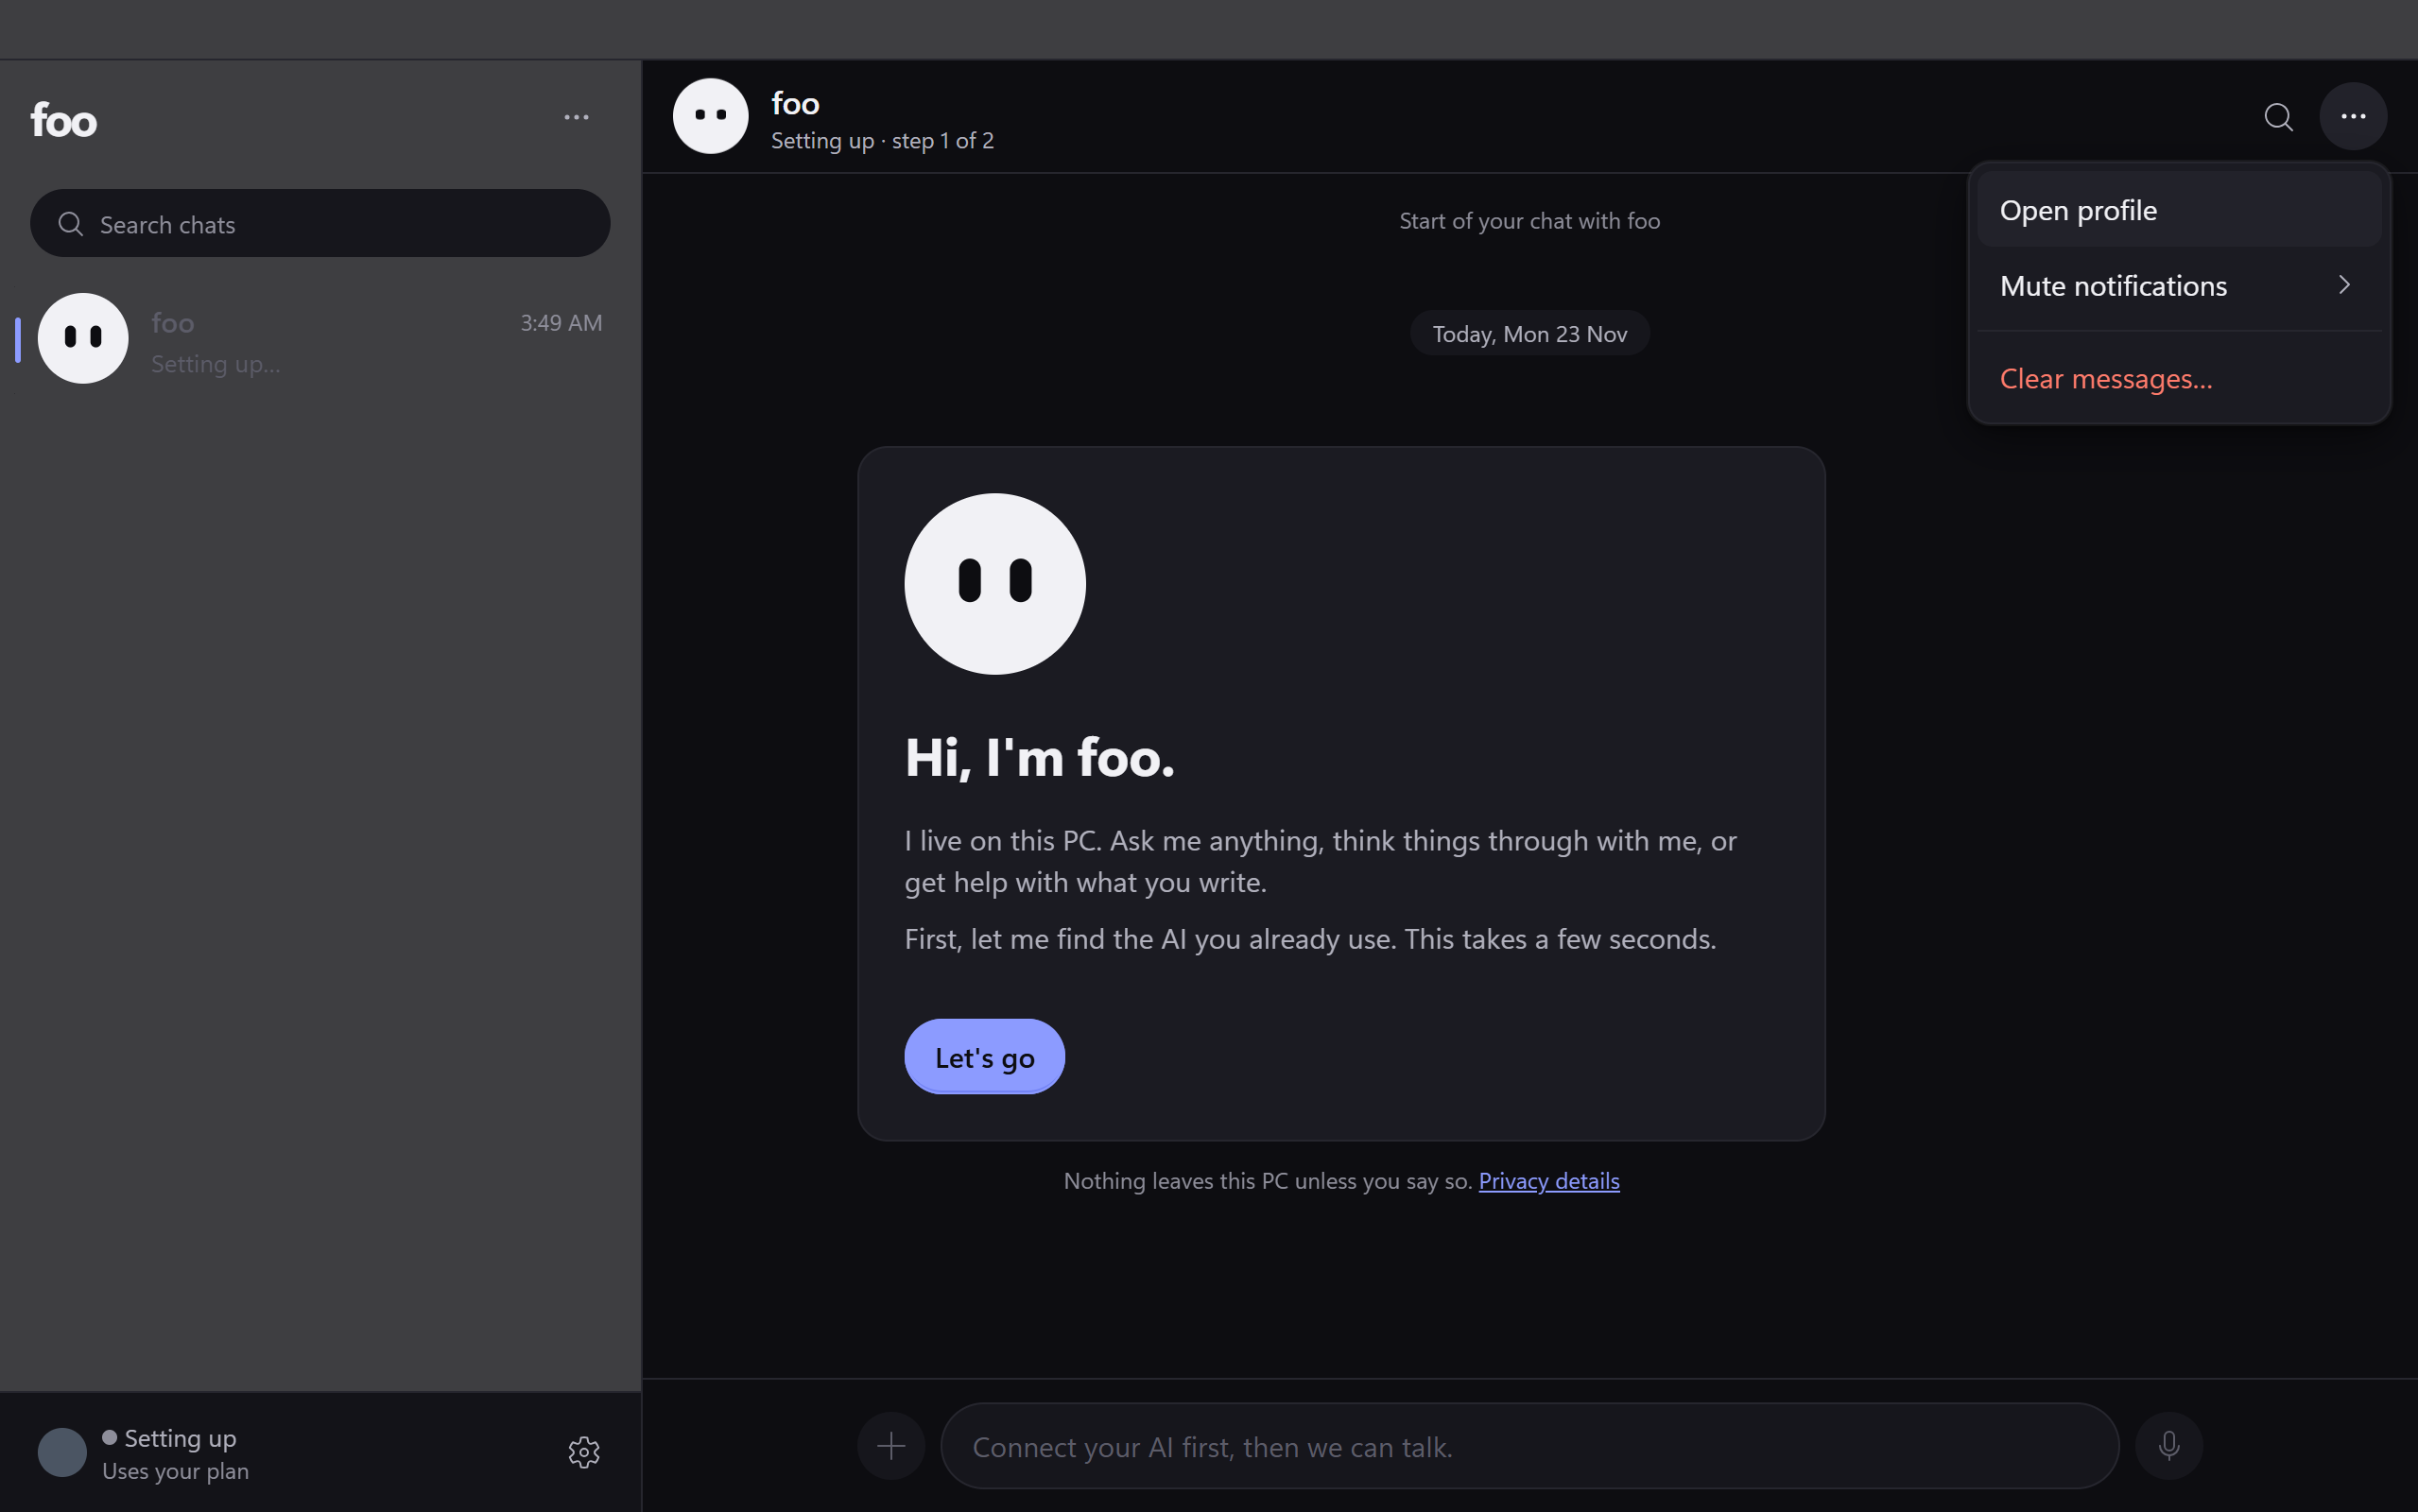 foo
Search chats
foo
3:49 AM
Setting up...
Setting up
Uses your plan
foo
Setting up · step 1 of 2
Start of your chat with foo
Today, Mon 23 Nov
Open profile
Mute notifications
Clear messages...
Hi, I'm foo.
I live on this PC. Ask me anything, think things through with me, or
get help with what you write.
First, let me find the AI you already use. This takes a few seconds.
Let's go
Nothing leaves this PC unless you say so. Privacy details
Connect your AI first, then we can talk.